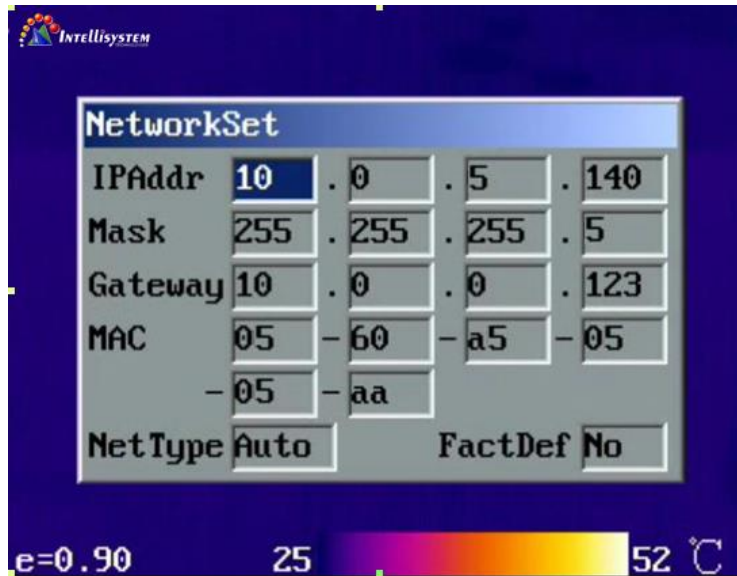 INTELLISYSTEM
NetworkSet
IPAddr 10 . 0 . 5 . 140
Mask 255 . 255 . 255 . 5
Gateway 10 . 0 . 0 . 123
MAC 05 - 60 - a5 - 05
- 05 - aa
NetType Auto FactDef No
e=0.90 25 52 °C